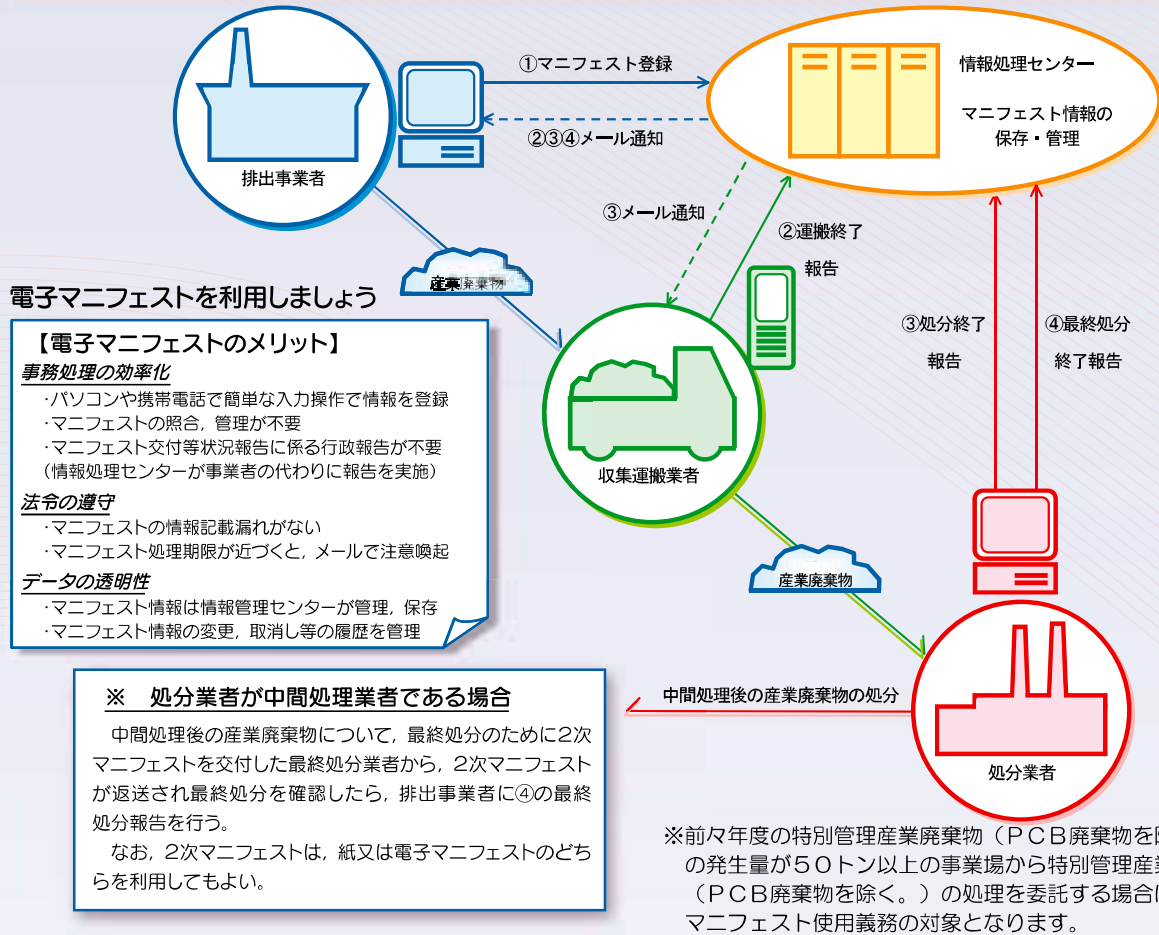 ①マニフェスト登録
情報処理センター
マニフェスト情報の
保存・管理
②③④メール通知
排出事業者
③メール通知
②運搬終了
報告
産業廃棄物
③処分終了
報告
④最終処分
終了報告
電子マニフェストを利用しましょう
【電子マニフェストのメリット】
事務処理の効率化
・パソコンや携帯電話で簡単な入力操作で情報を登録
・マニフェストの照合，管理が不要
・マニフェスト交付等状況報告に係る行政報告が不要
（情報処理センターが事業者の代わりに報告を実施）
法令の遵守
・マニフェストの情報記載漏れがない
・マニフェスト処理期限が近づくと，メールで注意喚起
データの透明性
・マニフェスト情報は情報管理センターが管理，保存
・マニフェスト情報の変更，取消し等の履歴を管理
収集運搬業者
産業廃棄物
中間処理後の産業廃棄物の処分
処分業者
※　処分業者が中間処理業者である場合
　中間処理後の産業廃棄物について，最終処分のために２次
マニフェストを交付した最終処分業者から，２次マニフェスト
が返送され最終処分を確認したら，排出事業者に④の最終
処分報告を行う。
　なお，２次マニフェストは，紙又は電子マニフェストのどち
らを利用してもよい。
※前々年度の特別管理産業廃棄物（ＰＣＢ廃棄物を
の発生量が５０トン以上の事業場から特別管理産
（ＰＣＢ廃棄物を除く。）の処理を委託する場合
マニフェスト使用義務の対象となります。